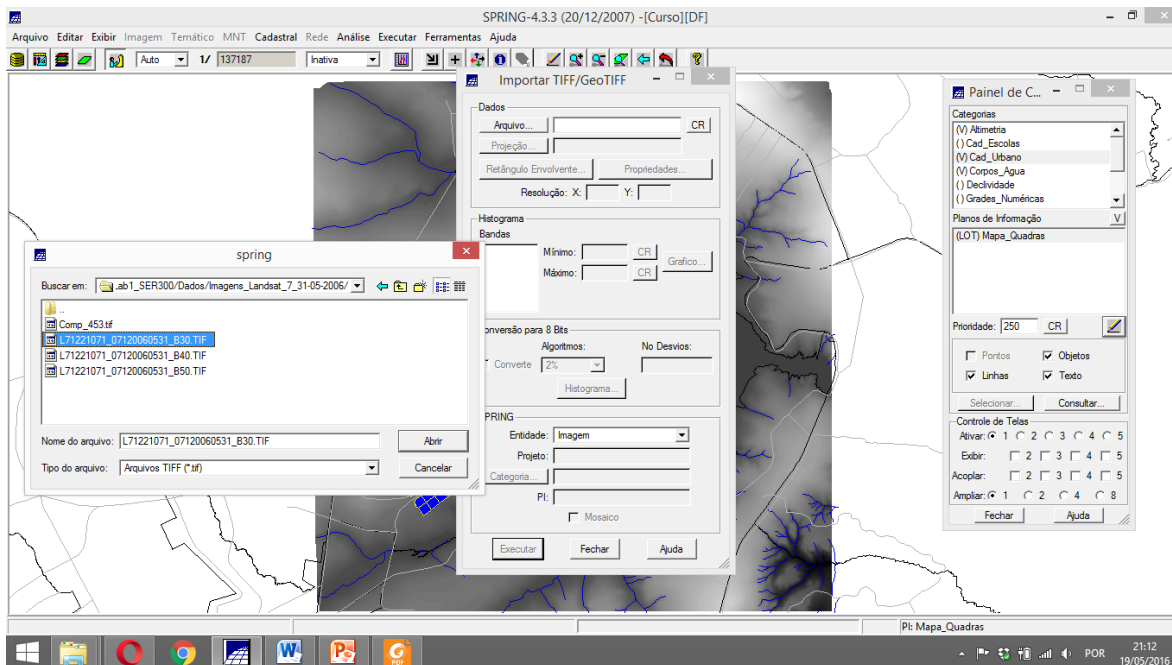 SPRING-4.3.3 (20/12/2007) -[Curso][DF]
Arquivo Editar Exibir Imagem Temático MNT Cadastral Rede Análise Executar Ferramentas Ajuda
Auto 1/ 137187 Inativa
Importar TIFF/GeoTIFF
Dados
Arquivo... CR
Projeção...
Retângulo Envolvente... Propriedades...
Resolução: X: Y:
Histograma
Bandas
Mínimo: CR
Máximo: CR
Grafico...
onversão para 8 Bits
Algoritmos: No Desvios:
Converte 2%
Histograma...
PRING
Entidade: Imagem
Projeto:
Categoria...
PI:
Mosaico
Executar Fechar Ajuda
spring
Buscar em: .ab1_SER300/Dados/Imagens_Landsat_7_31-05-2006/
..
Comp_453.tif
L71221071_07120060531_B30.TIF
L71221071_07120060531_B40.TIF
L71221071_07120060531_B50.TIF
Nome do arquivo: L71221071_07120060531_B30.TIF Abrir
Tipo do arquivo: Arquivos TIFF (*.tif) Cancelar
Painel de C...
Categorias
(V) Altimetria
( ) Cad_Escolas
(V) Cad_Urbano
(V) Corpos_Agua
( ) Declividade
( ) Grades_Numéricas
Planos de Informação V
(LOT) Mapa_Quadras
Prioridade: 250 CR
Pontos Objetos
Linhas Texto
Selecionar... Consultar...
Controle de Telas
Ativar: 1 2 3 4 5
Exibir: 2 3 4 5
Acoplar: 2 3 4 5
Ampliar: 1 2 4 8
Fechar Ajuda
PI: Mapa_Quadras
POR
21:12
19/05/2016